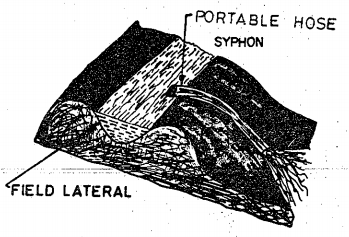 PORTABLE HOSE
SYPHON
FIELD LATERAL